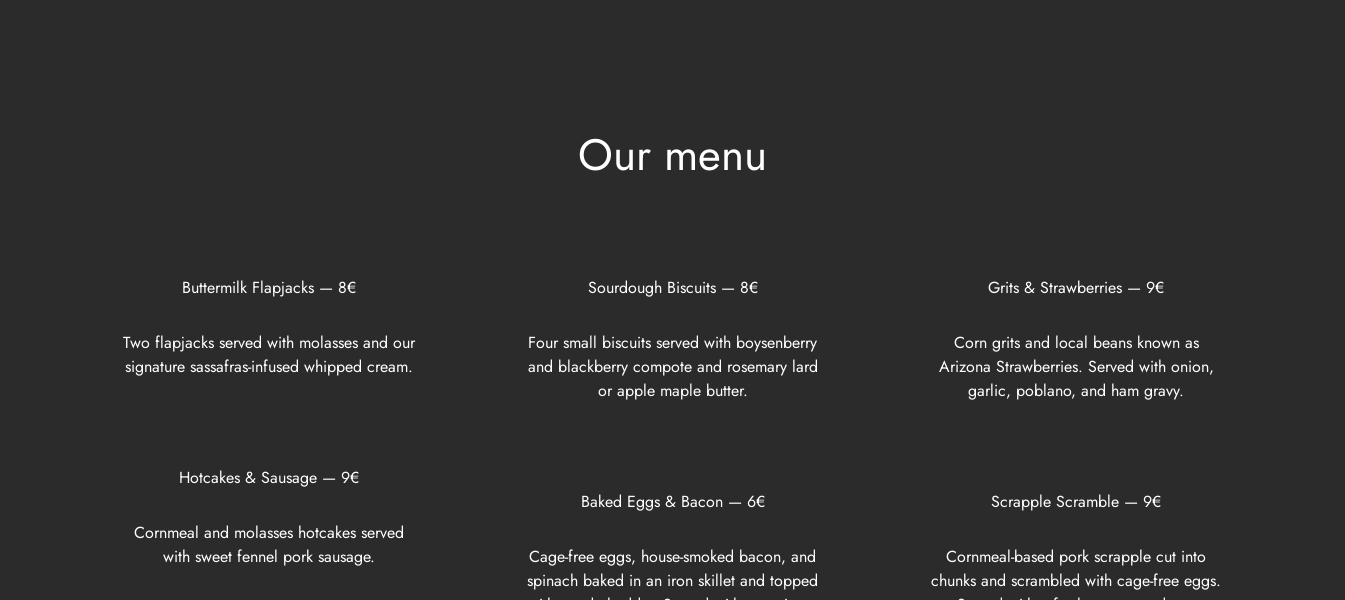 Our menu
Buttermilk Flapjacks — 8€
Two flapjacks served with molasses and our
signature sassafras-infused whipped cream.
Hotcakes & Sausage — 9€
Cornmeal and molasses hotcakes served
with sweet fennel pork sausage.
Sourdough Biscuits — 8€
Four small biscuits served with boysenberry
and blackberry compote and rosemary lard
or apple maple butter.
Baked Eggs & Bacon — 6€
Cage-free eggs, house-smoked bacon, and
spinach baked in an iron skillet and topped
Grits & Strawberries — 9€
Corn grits and local beans known as
Arizona Strawberries. Served with onion,
garlic, poblano, and ham gravy.
Scrapple Scramble — 9€
Cornmeal-based pork scrapple cut into
chunks and scrambled with cage-free eggs.